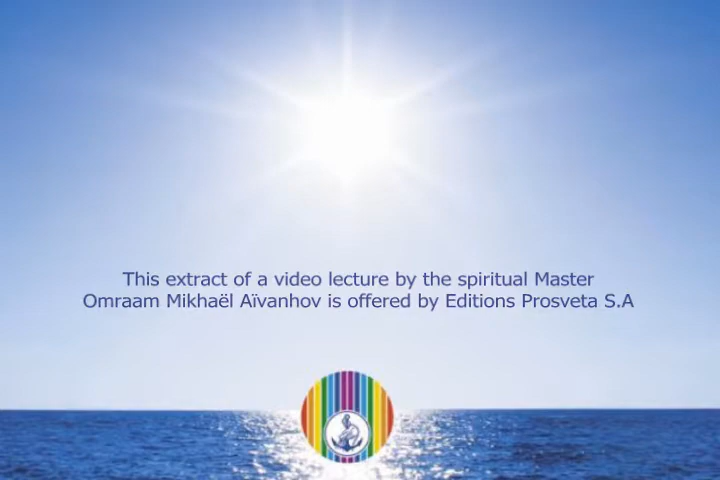 This extract of a video lecture by the spiritual Master
Omraam Mikhaël Aïvanhov is offered by Editions Prosveta S.A